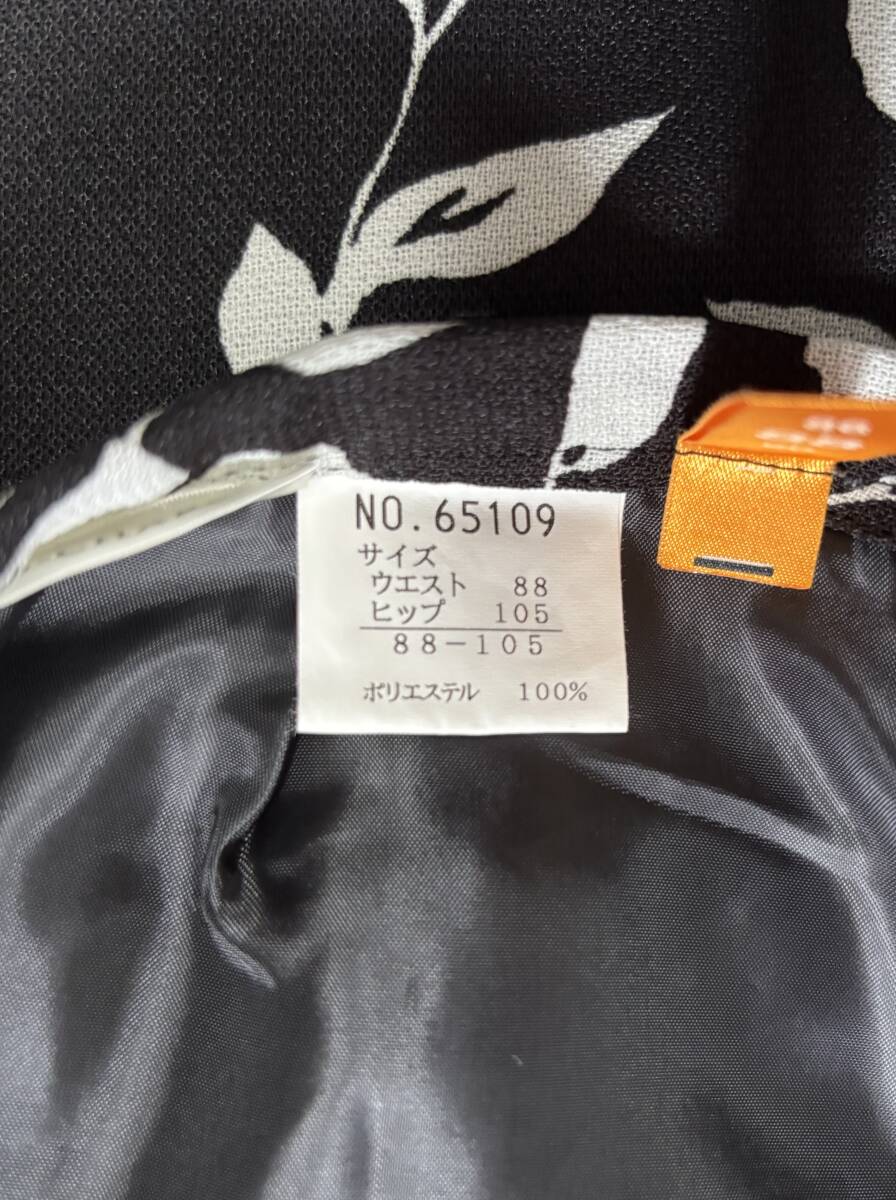 NO.65109
サイズ
ウエスト 88
ヒップ 105
88-105
ポリエステル 100%